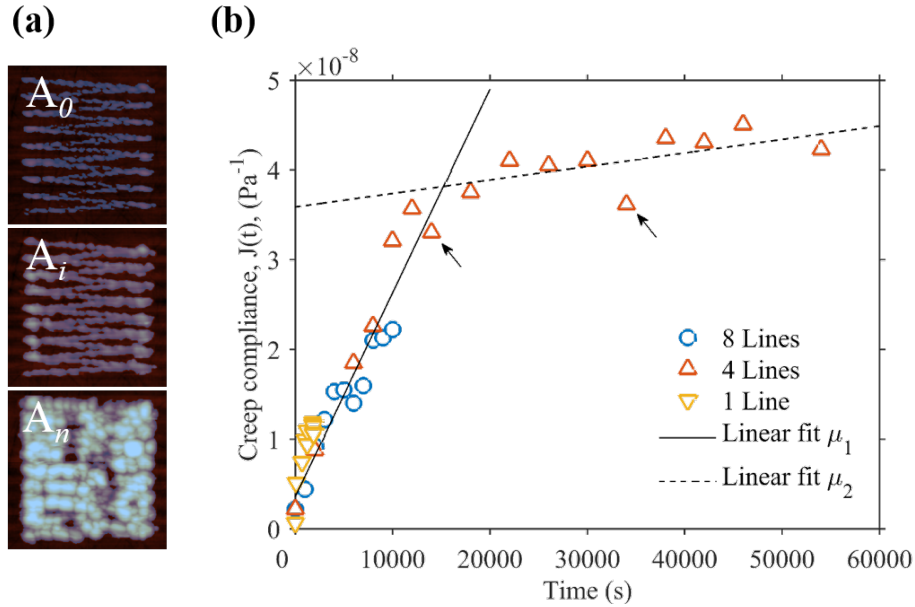 (a)
(b)
A0
Ai
An
×10-8
5
4
3
2
1
0
Creep compliance, J(t), (Pa-1)
0
10000
20000
30000
40000
50000
60000
Time (s)
8 Lines
4 Lines
1 Line
Linear fit μ1
Linear fit μ2